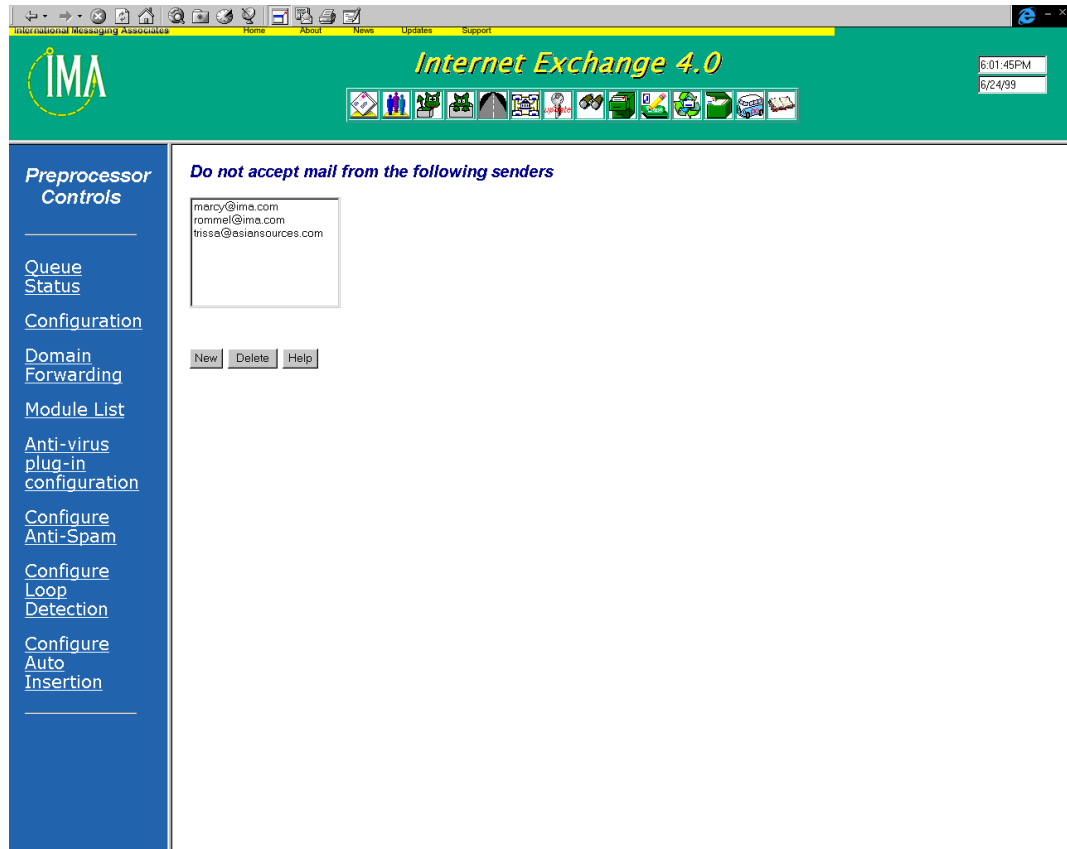 International Messaging Associates
Home About News Updates Support
IMA
Internet Exchange 4.0
6:01:45PM
6/24/99
update
Preprocessor
Controls
Queue
Status
Configuration
Domain
Forwarding
Module List
Anti-virus
plug-in
configuration
Configure
Anti-Spam
Configure
Loop
Detection
Configure
Auto
Insertion
Do not accept mail from the following senders
marcy@ima.com
rommel@ima.com
trissa@asiansources.com
New Delete Help